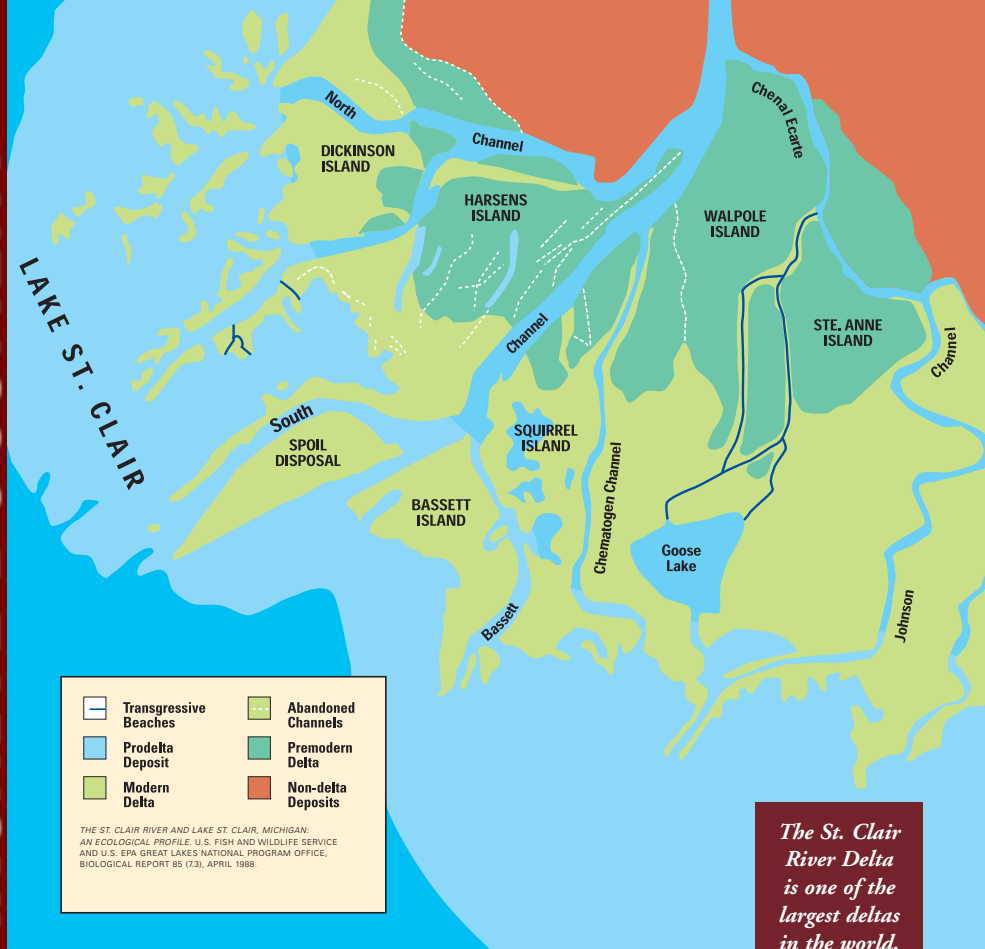 North
Channel
Chenal Ecarte
DICKINSON
ISLAND
HARSENS
ISLAND
WALPOLE
ISLAND
LAKE ST. CLAIR
Channel
STE. ANNE
ISLAND
Channel
South
SPOIL
DISPOSAL
SQUIRREL
ISLAND
BASSETT
ISLAND
Chematogen Channel
Goose
Lake
Bassett
Johnson
Transgressive
Beaches
Prodelta
Deposit
Modern
Delta
Abandoned
Channels
Premodern
Delta
Non-delta
Deposits
THE ST. CLAIR RIVER AND LAKE ST. CLAIR, MICHIGAN:
AN ECOLOGICAL PROFILE. U.S. FISH AND WILDLIFE SERVICE
AND U.S. EPA GREAT LAKES NATIONAL PROGRAM OFFICE,
BIOLOGICAL REPORT 85 (7.3), APRIL 1988.
The St. Clair
River Delta
is one of the
largest deltas
in the world.